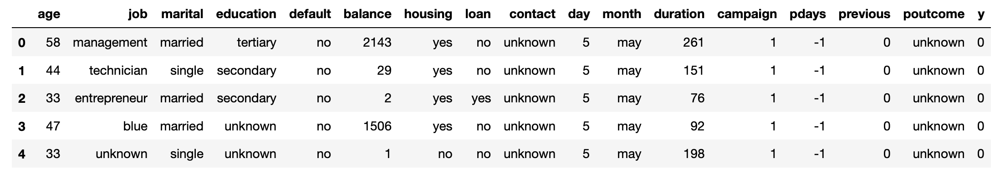 age job marital education default balance housing loan contact day month duration campaign pdays previous poutcome y
0 58 management married tertiary no 2143 yes no unknown 5 may 261 1 -1 0 unknown 0
1 44 technician single secondary no 29 yes no unknown 5 may 151 1 -1 0 unknown 0
2 33 entrepreneur married secondary no 2 yes yes unknown 5 may 76 1 -1 0 unknown 0
3 47 blue married unknown no 1506 yes no unknown 5 may 92 1 -1 0 unknown 0
4 33 unknown single unknown no 1 no no unknown 5 may 198 1 -1 0 unknown 0